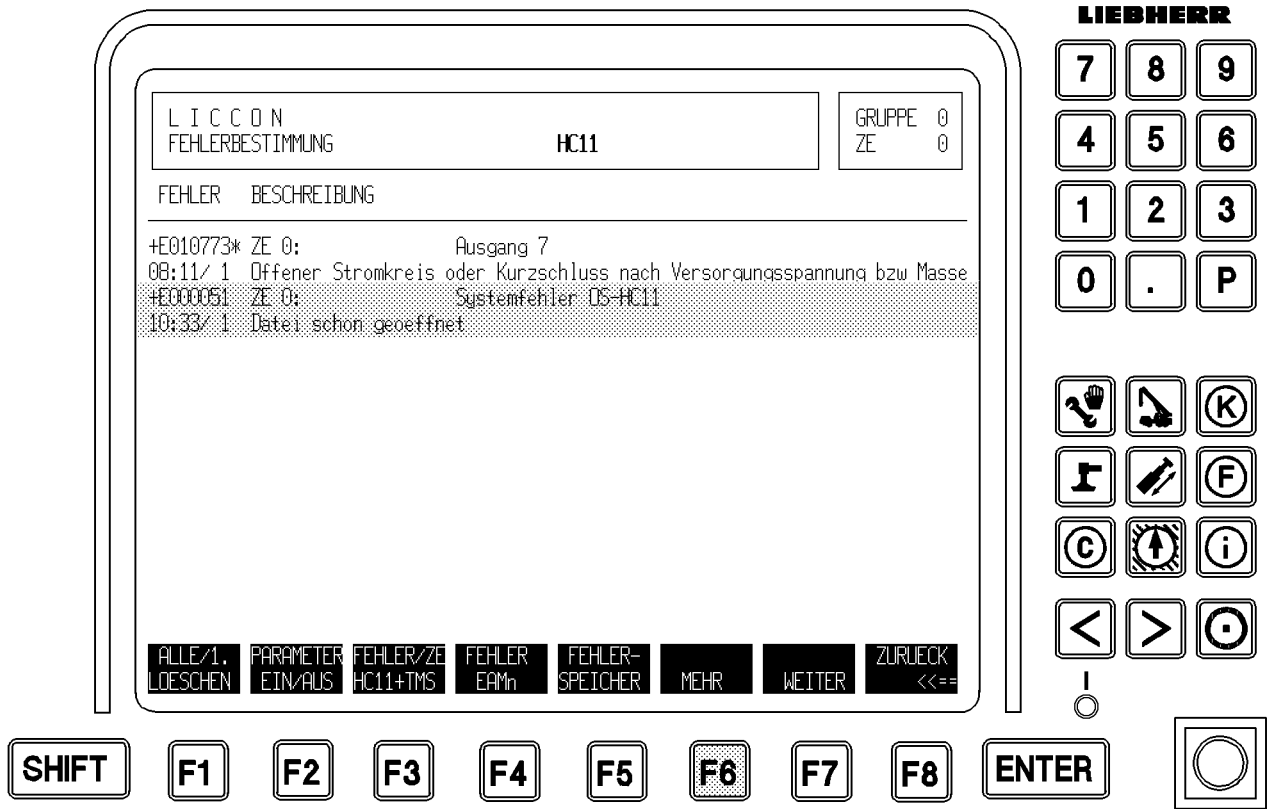 LIEBHERR
L I C C O N
FEHLERBESTIMMUNG HC11
GRUPPE 0
ZE 0
FEHLER BESCHREIBUNG
+E010773* ZE 0: Ausgang 7
08:11/ 1 Offener Stromkreis oder Kurzschluss nach Versorgungsspannung bzw Masse
+E000051 ZE 0: Systemfehler OS-HC11
10:33/ 1 Datei schon geoeffnet
ALLE/1. PARAMETER FEHLER/ZE FEHLER FEHLER- ZURUECK
LOESCHEN EIN/AUS HC11+TMS EAMn SPEICHER MEHR WEITER <<==
7 8 9
4 5 6
1 2 3
0 . P
K
F
C i
< >
I
SHIFT F1 F2 F3 F4 F5 F6 F7 F8 ENTER